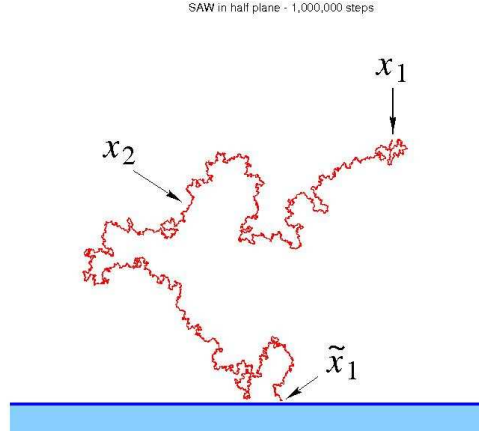 SAW in half plane - 1,000,000 steps
x₁
x₂
x̃₁